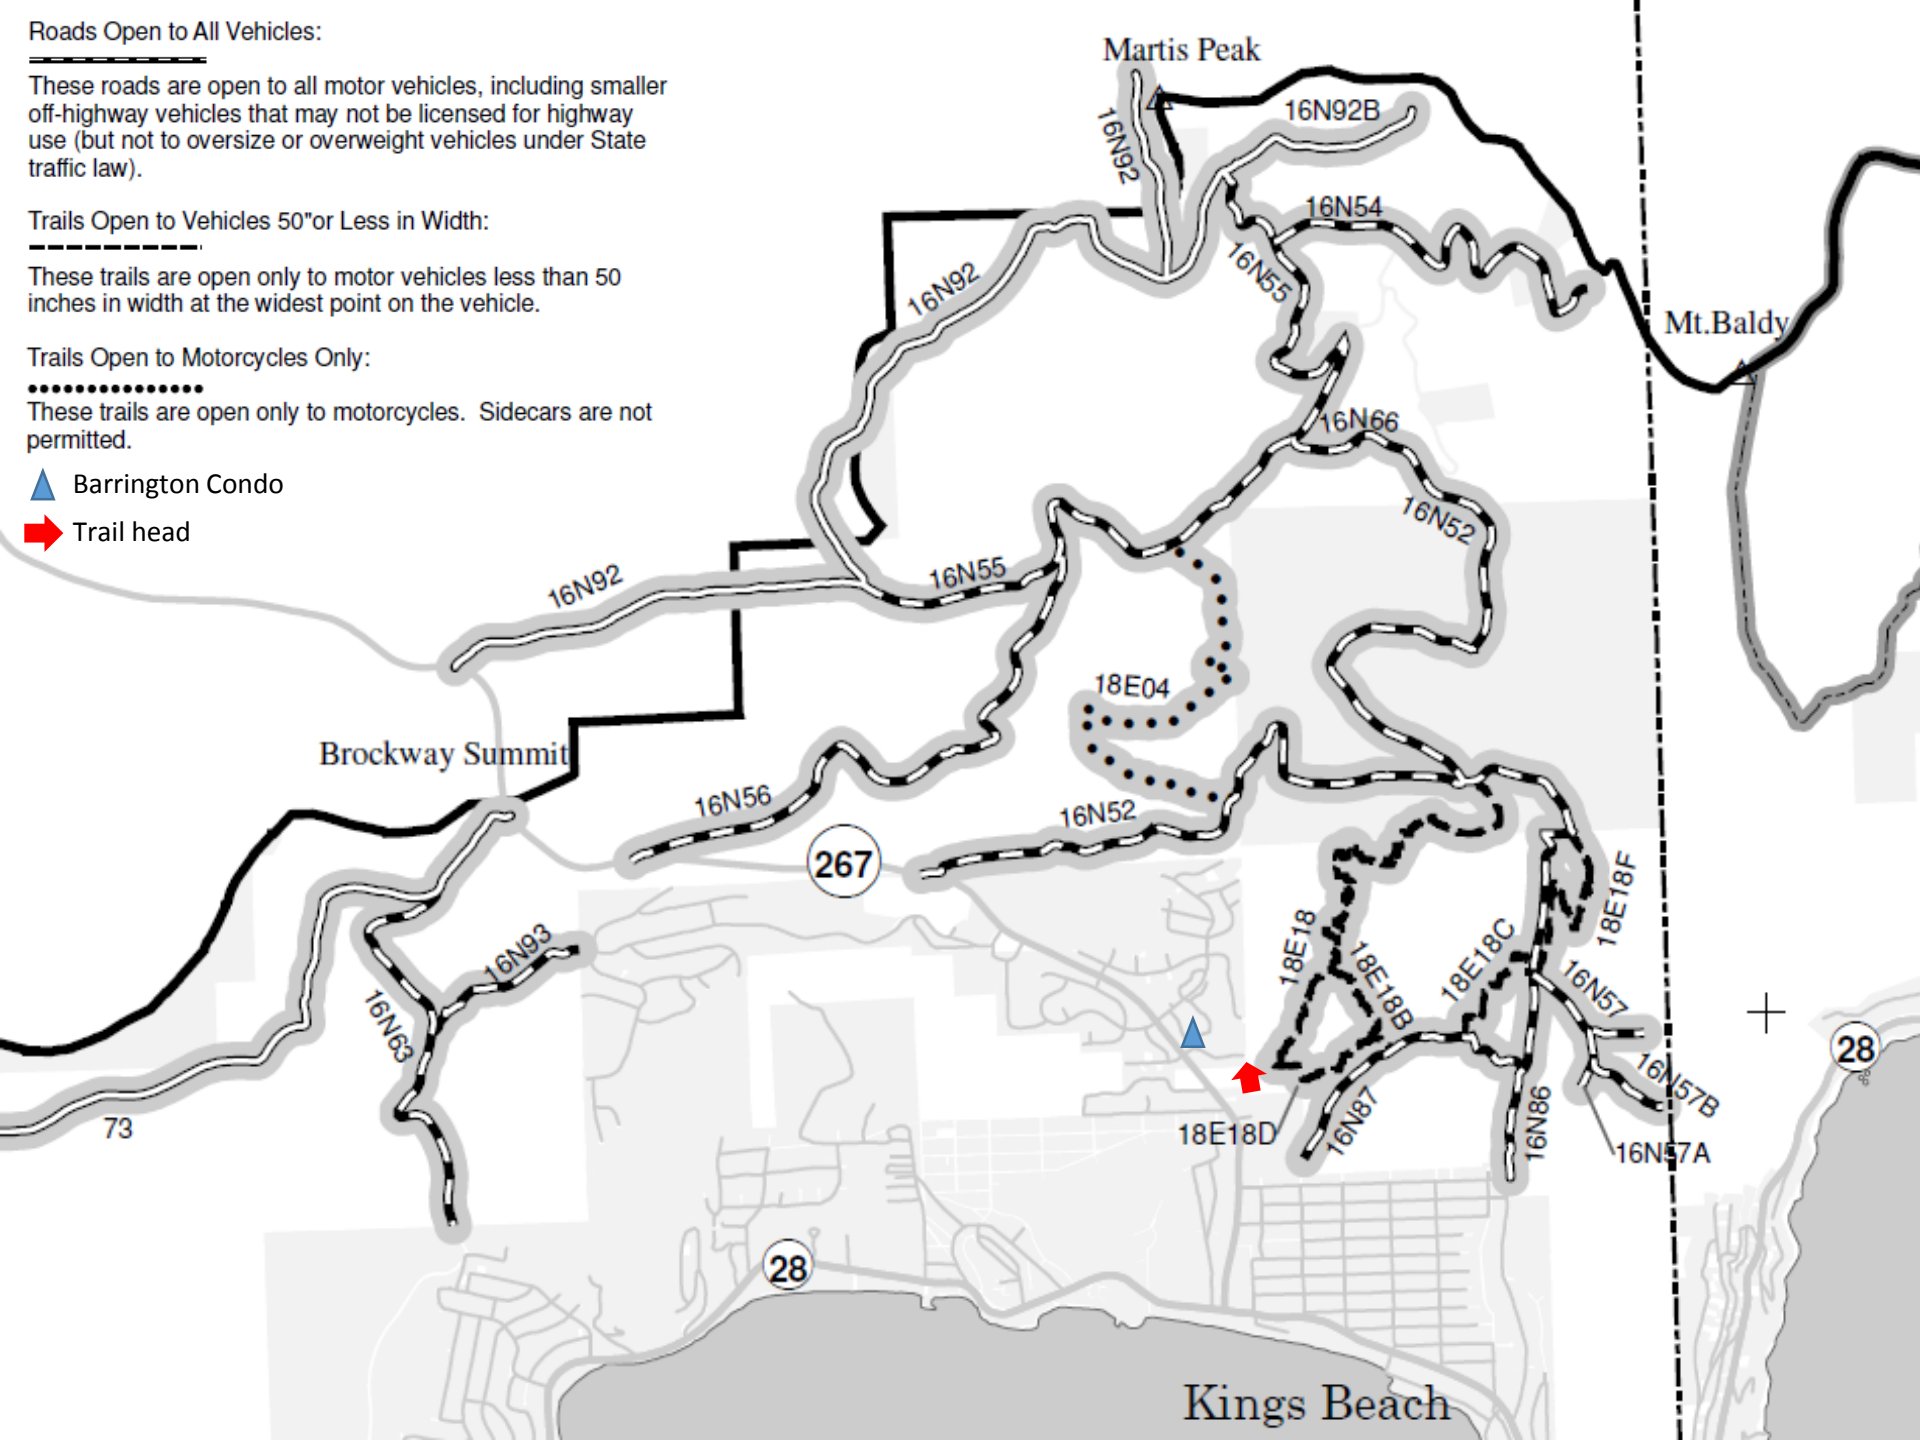 Roads Open to All Vehicles:
These roads are open to all motor vehicles, including smaller
off-highway vehicles that may not be licensed for highway
use (but not to oversize or overweight vehicles under State
traffic law).
Trails Open to Vehicles 50"or Less in Width:
These trails are open only to motor vehicles less than 50
inches in width at the widest point on the vehicle.
Trails Open to Motorcycles Only:
These trails are open only to motorcycles.  Sidecars are not
permitted.
Barrington Condo
Trail head
Martis Peak
16N92B
16N92
16N54
16N55
16N92
Mt.Baldy
16N66
16N52
16N55
16N92
18E04
Brockway Summit
16N56
16N52
267
18E18F
18E18
18E18B
18E18C
16N93
16N57
16N63
28
16N57B
16N87
16N86
18E18D
73
16N57A
28
Kings Beach